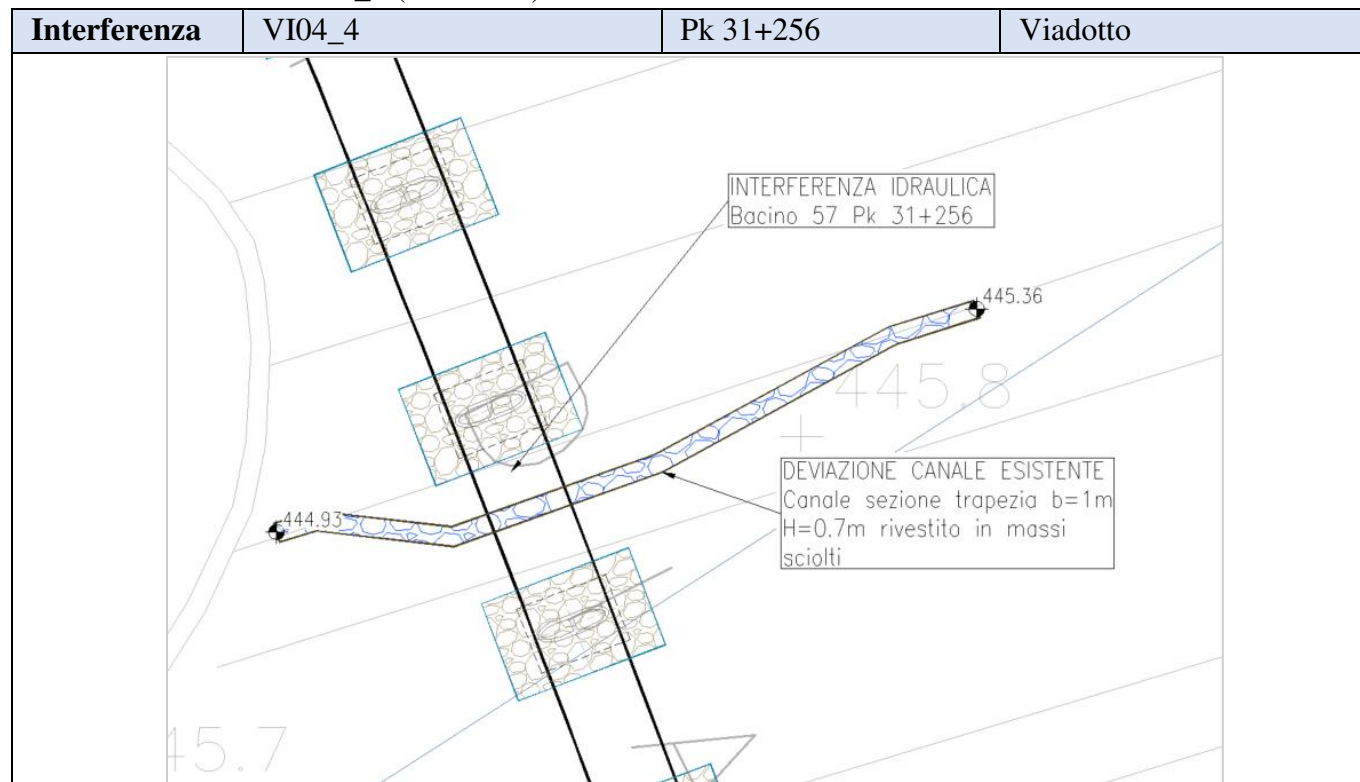 Interferenza VI04_4 Pk 31+256 Viadotto
INTERFERENZA IDRAULICA
Bacino 57 Pk 31+256
445.36
445.8
DEVIAZIONE CANALE ESISTENTE
Canale sezione trapezia b=1m
H=0.7m rivestito in massi
sciolti
444.93
45.7